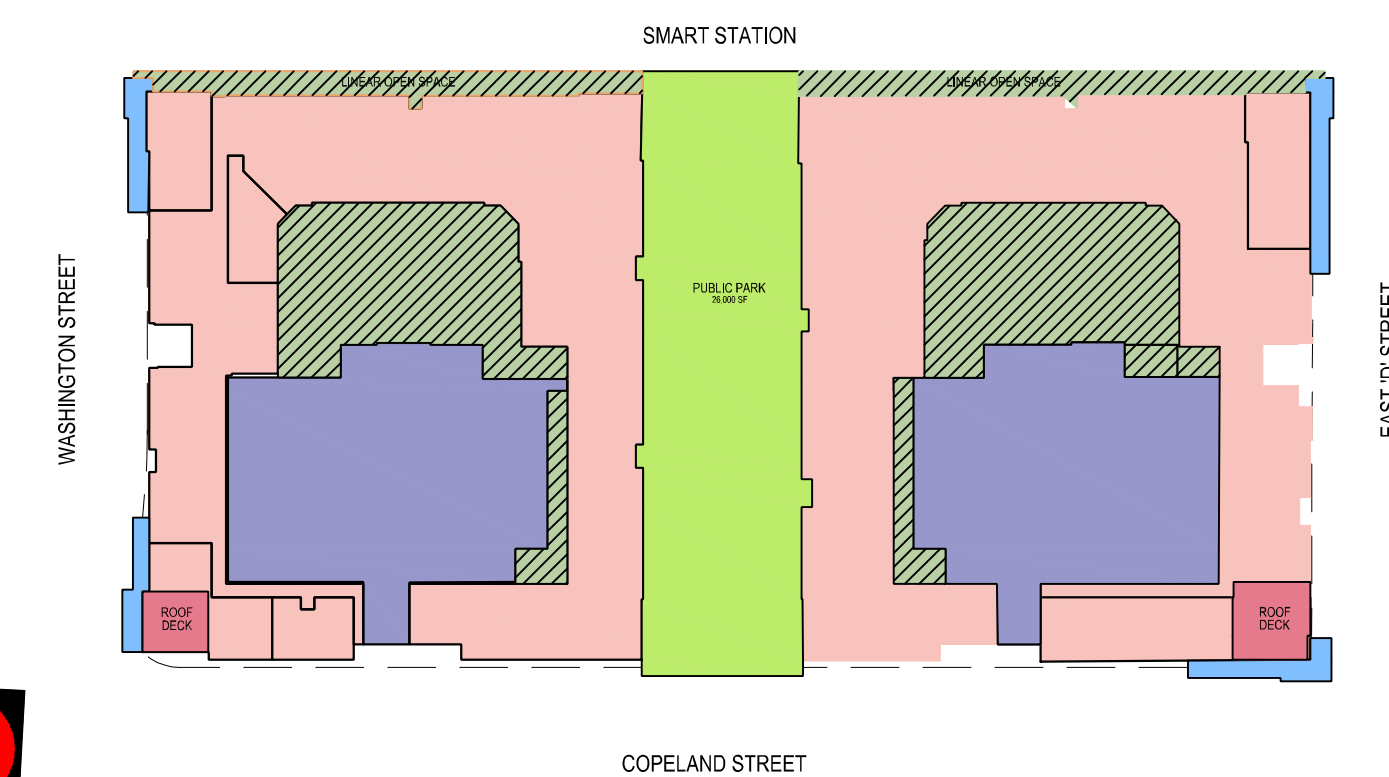 SMART STATION
LINEAR OPEN SPACE
LINEAR OPEN SPACE
WASHINGTON STREET
PUBLIC PARK
26,000 SF
EAST 'D' STREET
ROOF
DECK
ROOF
DECK
COPELAND STREET